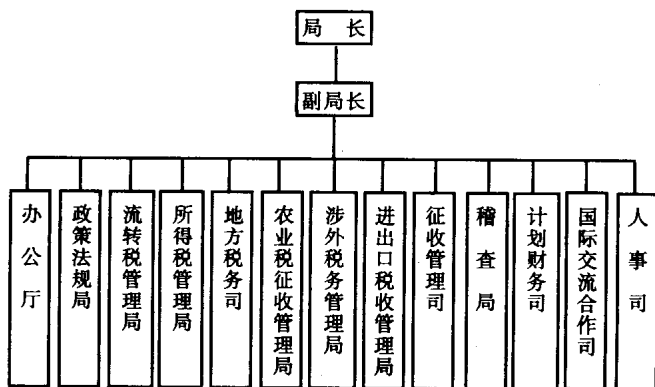 局 长
副局长
办公厅
政策法规局
流转税管理局
所得税管理局
地方税务司
农业税征收管理局
涉外税务管理局
进出口税收管理局
征收管理司
稽查局
计划财务司
国际交流合作司
人事司